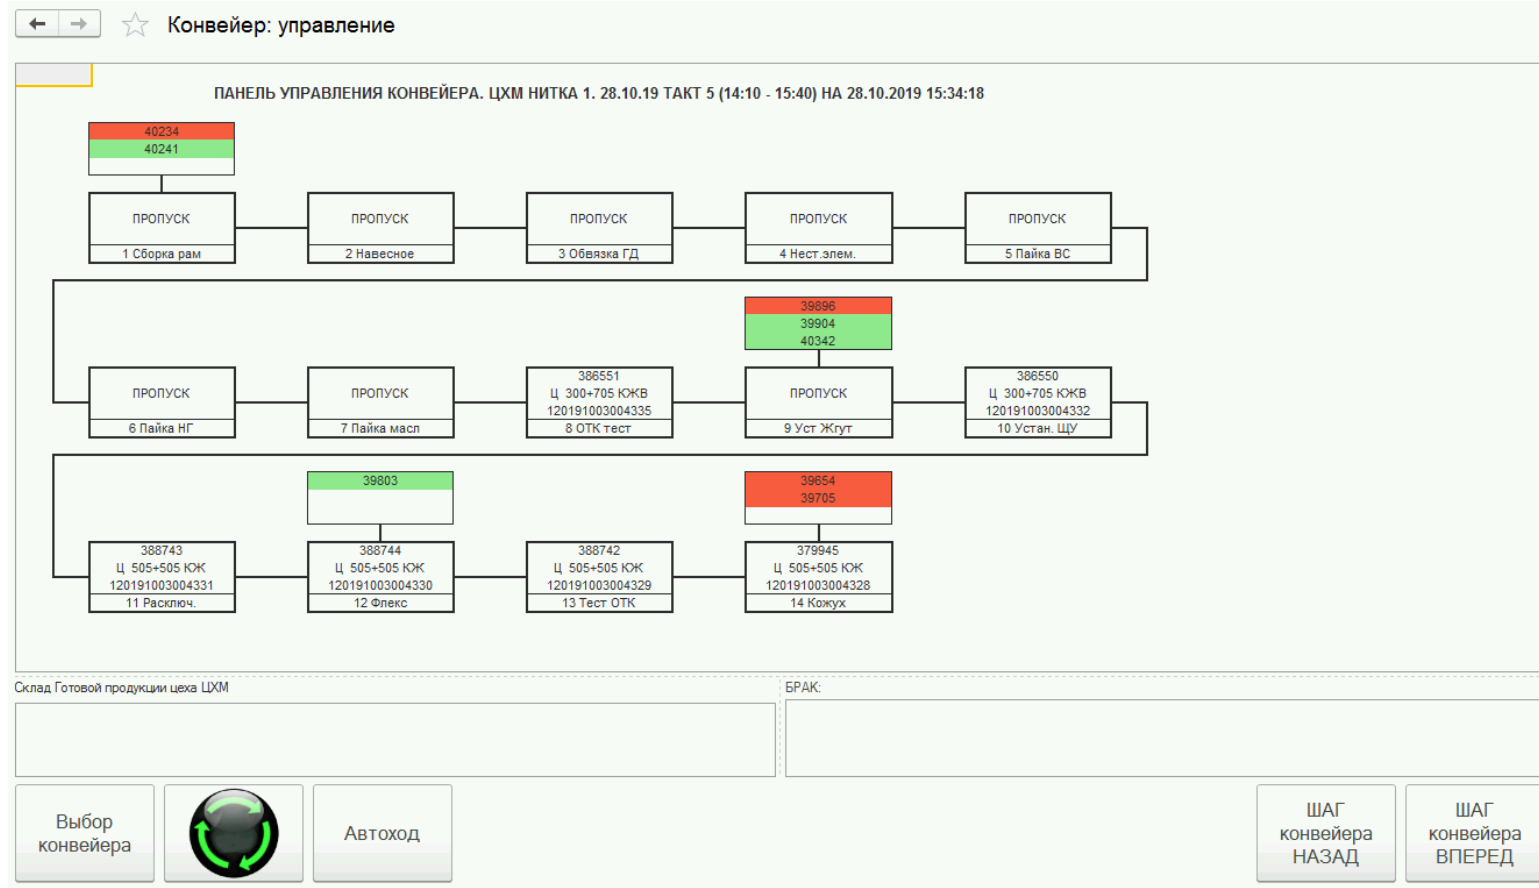 Конвейер: управление
ПАНЕЛЬ УПРАВЛЕНИЯ КОНВЕЙЕРА. ЦХМ НИТКА 1. 28.10.19 ТАКТ 5 (14:10 - 15:40) НА 28.10.2019 15:34:18
40234
40241
ПРОПУСК
1 Сборка рам
ПРОПУСК
2 Навесное
ПРОПУСК
3 Обвязка ГД
ПРОПУСК
4 Нест.элем.
ПРОПУСК
5 Пайка ВС
39896
39904
40342
ПРОПУСК
6 Пайка НГ
ПРОПУСК
7 Пайка масл
386551
Ц 300+705 КЖВ
120191003004335
8 ОТК тест
ПРОПУСК
9 Уст Жгут
386550
Ц 300+705 КЖВ
120191003004332
10 Устан. ЩУ
39803
39654
39705
388743
Ц 505+505 КЖ
120191003004331
11 Расключ.
388744
Ц 505+505 КЖ
120191003004330
12 Флекс
388742
Ц 505+505 КЖ
120191003004329
13 Тест ОТК
379945
Ц 505+505 КЖ
120191003004328
14 Кожух
Склад Готовой продукции цеха ЦХМ
БРАК:
Выбор
конвейера
Автоход
ШАГ
конвейера
НАЗАД
ШАГ
конвейера
ВПЕРЕД